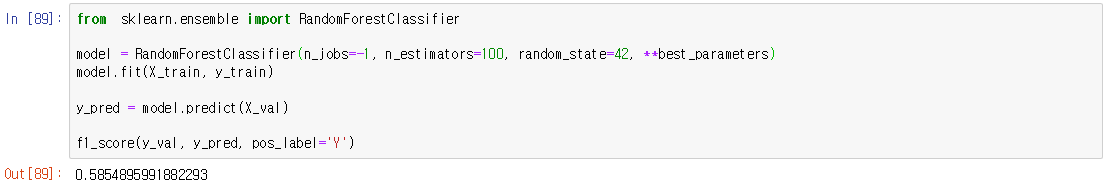 In [89]: from  sklearn.ensemble import RandomForestClassifier
model = RandomForestClassifier(n_jobs=-1, n_estimators=100, random_state=42, **best_parameters)
model.fit(X_train, y_train)
y_pred = model.predict(X_val)
f1_score(y_val, y_pred, pos_label='Y')
Out[89]: 0.5854895991882293